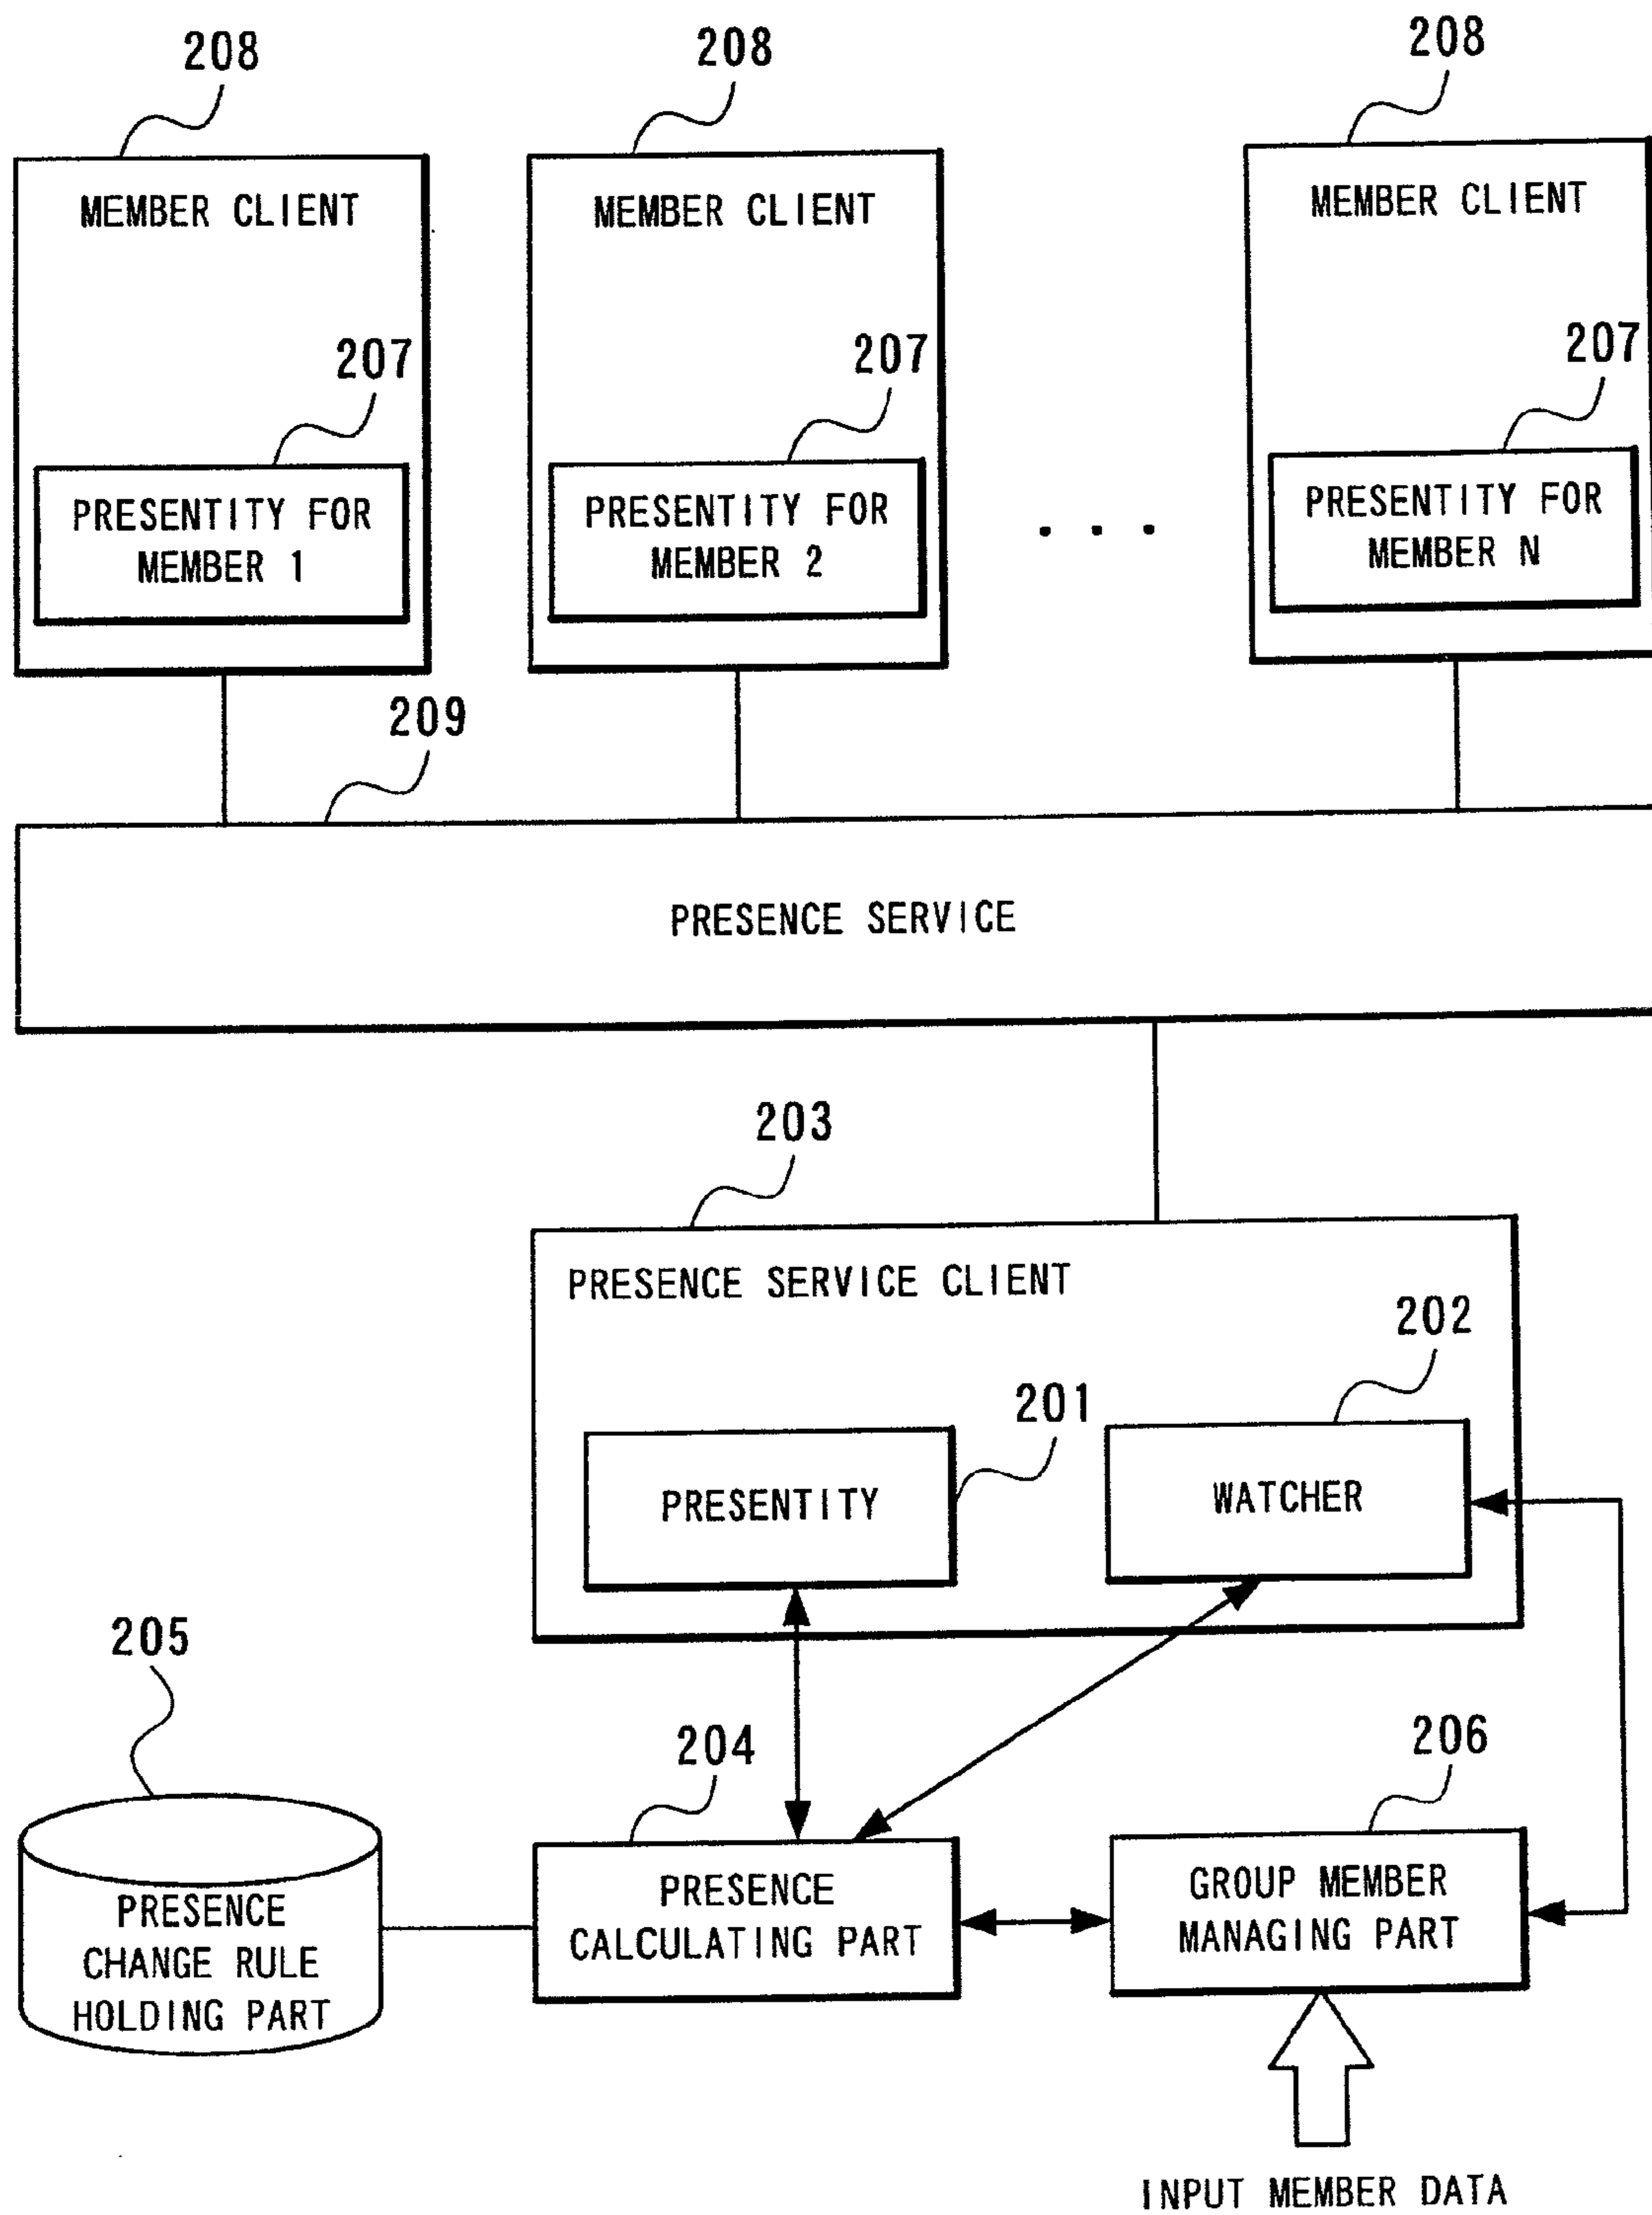 208
208
208
MEMBER CLIENT
MEMBER CLIENT
MEMBER CLIENT
207
207
207
PRESENTITY FOR
MEMBER 1
PRESENTITY FOR
MEMBER 2
. . .
PRESENTITY FOR
MEMBER N
209
PRESENCE SERVICE
203
PRESENCE SERVICE CLIENT
202
201
PRESENTITY
WATCHER
205
204
206
PRESENCE
CHANGE RULE
HOLDING PART
PRESENCE
CALCULATING PART
GROUP MEMBER
MANAGING PART
INPUT MEMBER DATA